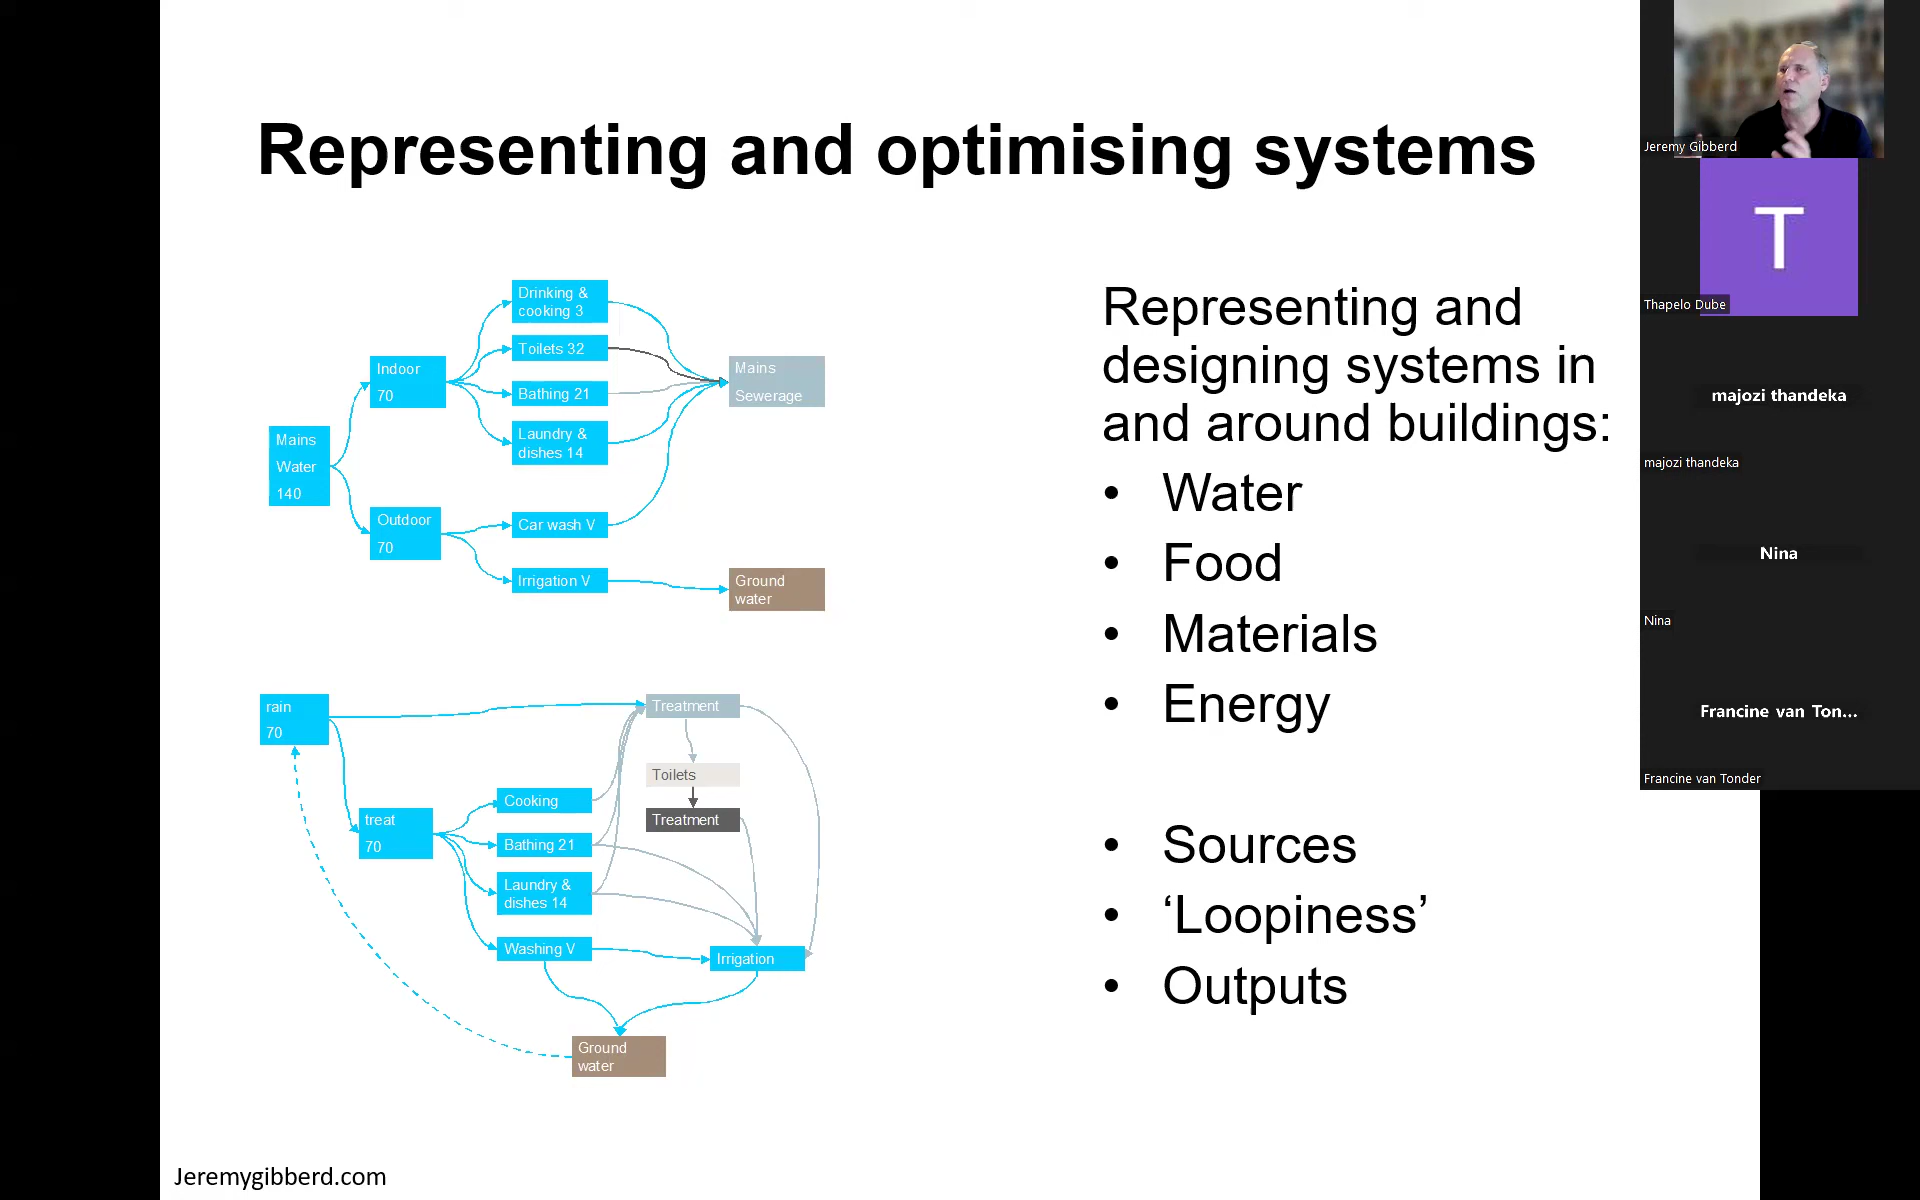 Representing and optimising systems
Drinking &
cooking 3
Toilets 32
Bathing 21
Laundry &
dishes 14
Indoor
70
Mains
Sewerage
Mains
Water
140
Outdoor
70
Car wash V
Irrigation V
Ground
water
rain
70
Treatment
Toilets
Treatment
treat
70
Cooking
Bathing 21
Laundry &
dishes 14
Washing V
Irrigation
Ground
water
Representing and
designing systems in
and around buildings:
• Water
• Food
• Materials
• Energy
• Sources
• ‘Loopiness’
• Outputs
Jeremygibberd.com
Jeremy Gibberd
T
Thapelo Dube
majozi thandeka
majozi thandeka
Nina
Nina
Francine van Ton...
Francine van Tonder